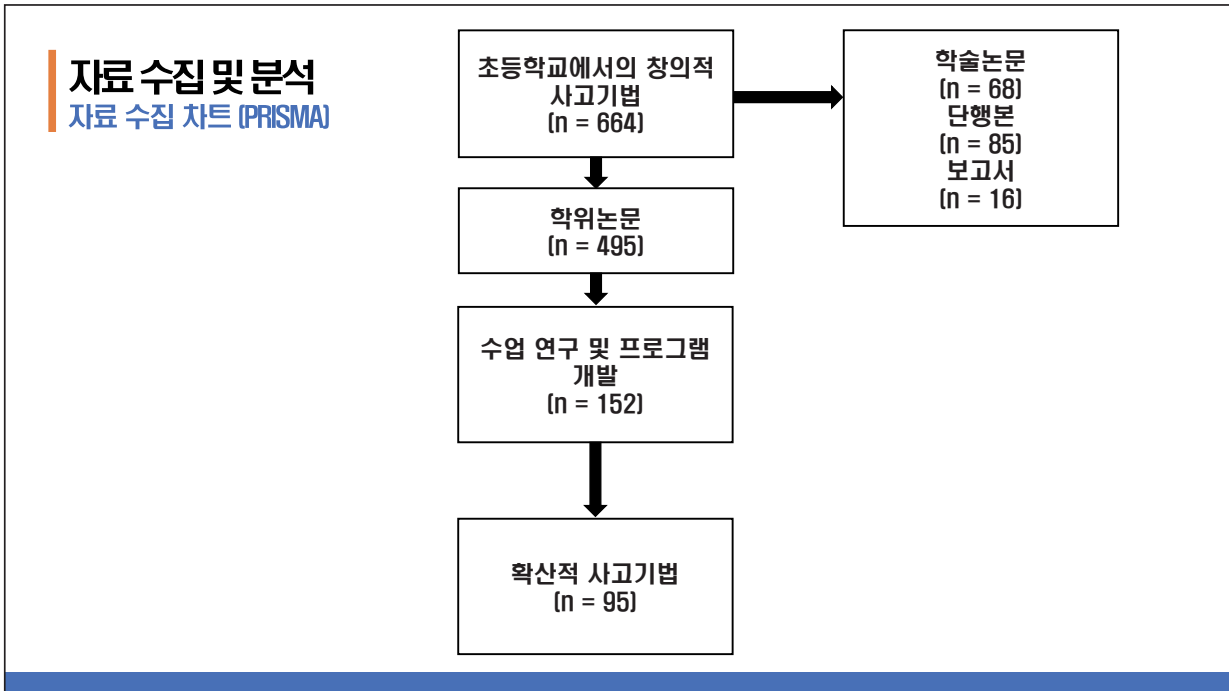 자료 수집 및 분석
자료 수집 차트 (PRISMA)
초등학교에서의 창의적
사고기법
(n = 664)
학술논문
(n = 68)
단행본
(n = 85)
보고서
(n = 16)
학위논문
(n = 495)
수업 연구 및 프로그램
개발
(n = 152)
확산적 사고기법
(n = 95)